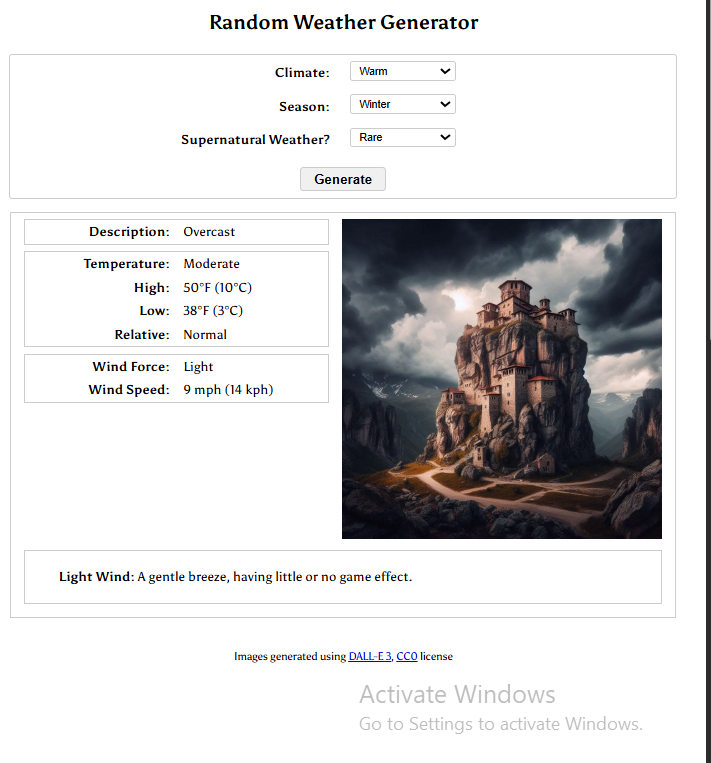 Random Weather Generator
Climate: Warm
Season: Winter
Supernatural Weather? Rare
Generate
Description: Overcast
Temperature: Moderate
High: 50°F (10°C)
Low: 38°F (3°C)
Relative: Normal
Wind Force: Light
Wind Speed: 9 mph (14 kph)
Light Wind: A gentle breeze, having little or no game effect.
Images generated using DALL-E 3, CC0 license
Activate Windows
Go to Settings to activate Windows.